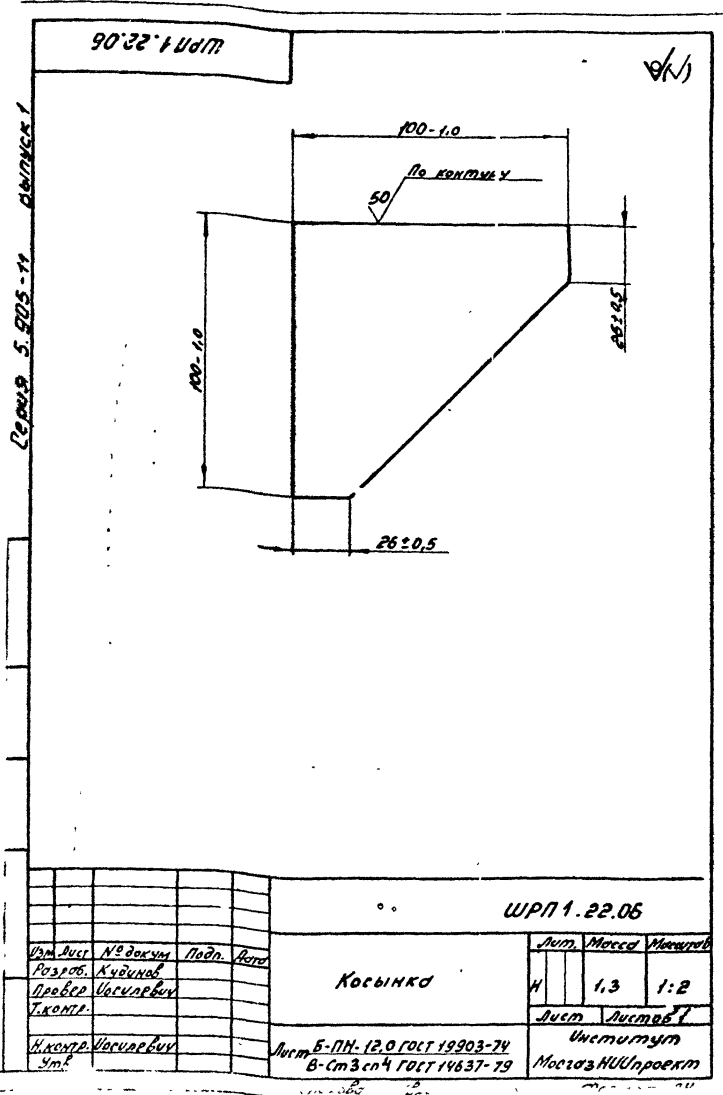 ШРП 1.22.06
Серия 5.905-11 выпуск 1
100-1,0
По контуру
50
26±0,5
100-1,0
26±0,5
ШРП 1.22.06
Изм Лист № докум Подп. Дата
Разраб. Кудинов
Провер Иосилевич
Т.контр.
Н.контр. Иосилевич
Утв
Косынка
Лит. Масса Масштаб
И 1,3 1:2
Лист Листов 1
Лист Б-ПН-12,0 ГОСТ 19903-74
В-Ст3сп4 ГОСТ 14637-79
Институт
МосгазНИИпроект